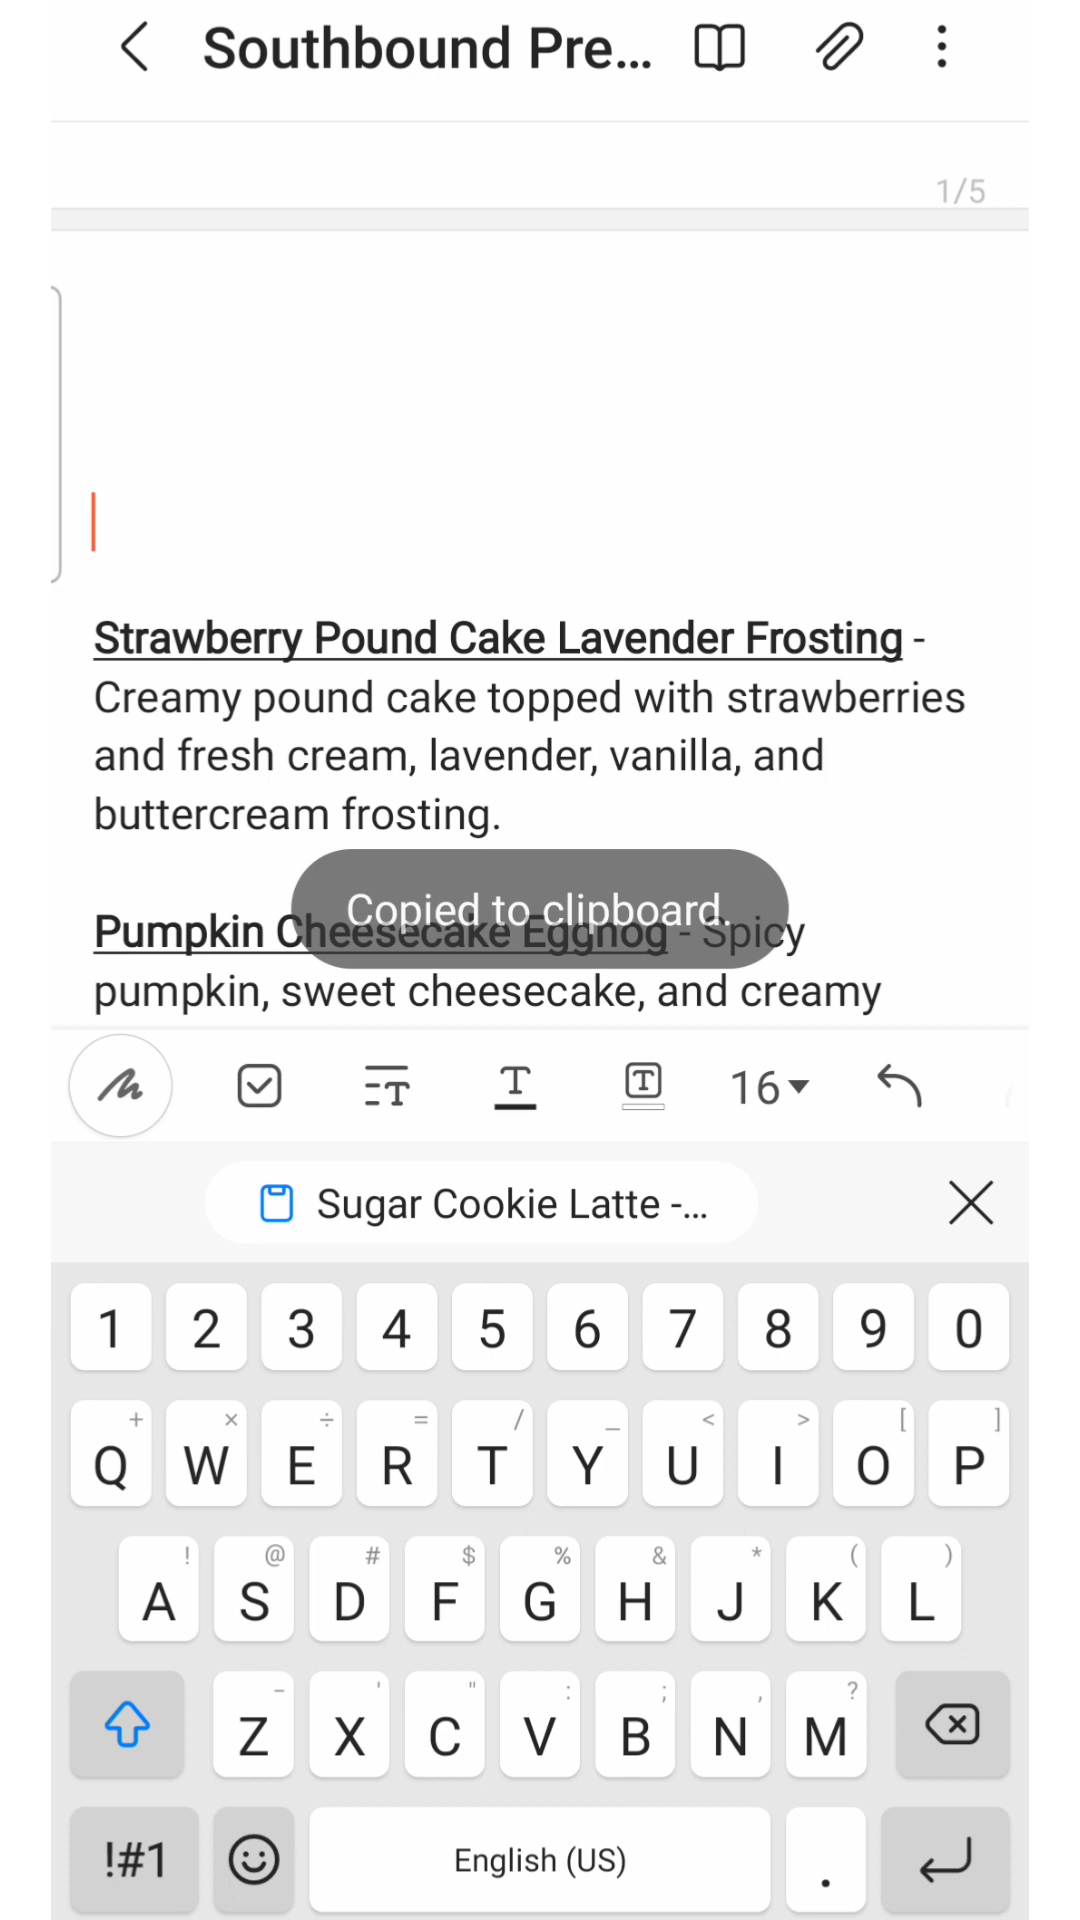 Southbound Pre...
1/5
Strawberry Pound Cake Lavender Frosting -
Creamy pound cake topped with strawberries
and fresh cream, lavender, vanilla, and
buttercream frosting.
Copied to clipboard.
Pumpkin Cheesecake Eggnog - Spicy
pumpkin, sweet cheesecake, and creamy
T T T 16
Sugar Cookie Latte -...
1 2 3 4 5 6 7 8 9 0
+ × ÷ = / _ < > [ ]
Q W E R T Y U I O P
! @ # $ % & * ( )
A S D F G H J K L
- ' " : ; , ?
Z X C V B N M
!#1 English (US) .